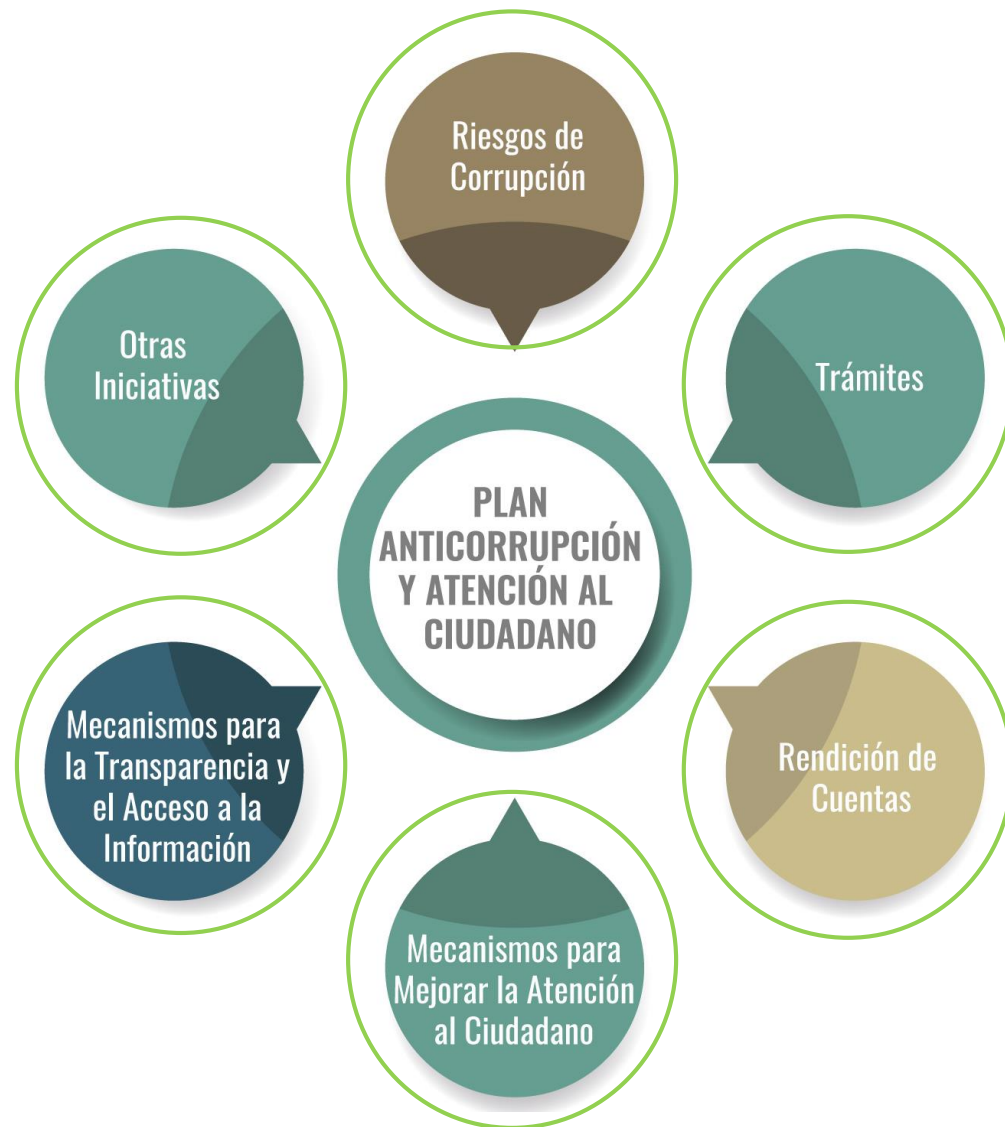 Riesgos de
Corrupción
Otras
Iniciativas
Trámites
PLAN
ANTICORRUPCIÓN
Y ATENCIÓN AL
CIUDADANO
Mecanismos para
la Transparencia y
el Acceso a la
Información
Rendición de
Cuentas
Mecanismos para
Mejorar la Atención
al Ciudadano